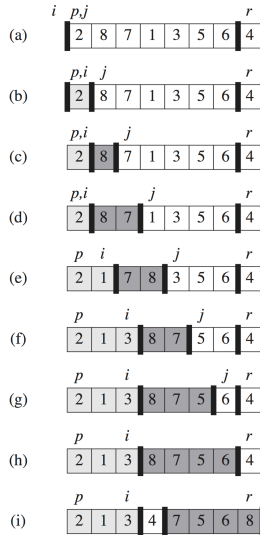 i p,j r
(a) 2 8 7 1 3 5 6 4
p,i j r
(b) 2 8 7 1 3 5 6 4
p,i j r
(c) 2 8 7 1 3 5 6 4
p,i j r
(d) 2 8 7 1 3 5 6 4
p i j r
(e) 2 1 7 8 3 5 6 4
p i j r
(f) 2 1 3 8 7 5 6 4
p i j r
(g) 2 1 3 8 7 5 6 4
p i r
(h) 2 1 3 8 7 5 6 4
p i r
(i) 2 1 3 4 7 5 6 8